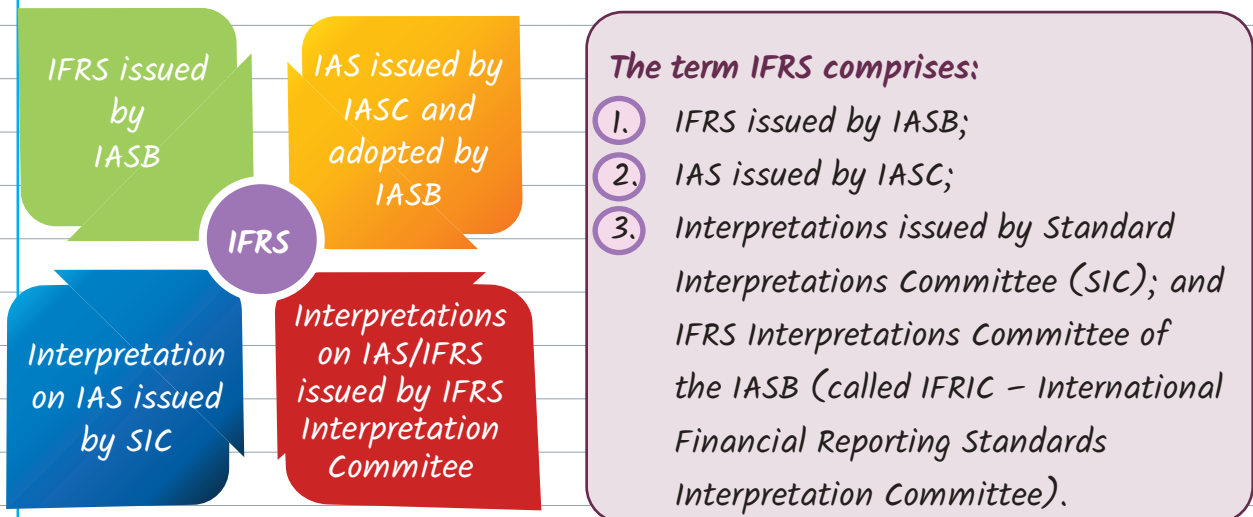 IFRS issued
by
IASB
IAS issued by
IASC and
adopted by
IASB
IFRS
Interpretation
on IAS issued
by SIC
Interpretations
on IAS/IFRS
issued by IFRS
Interpretation
Commitee
The term IFRS comprises:
1. IFRS issued by IASB;
2. IAS issued by IASC;
3. Interpretations issued by Standard
Interpretations Committee (SIC); and
IFRS Interpretations Committee of
the IASB (called IFRIC – International
Financial Reporting Standards
Interpretation Committee).